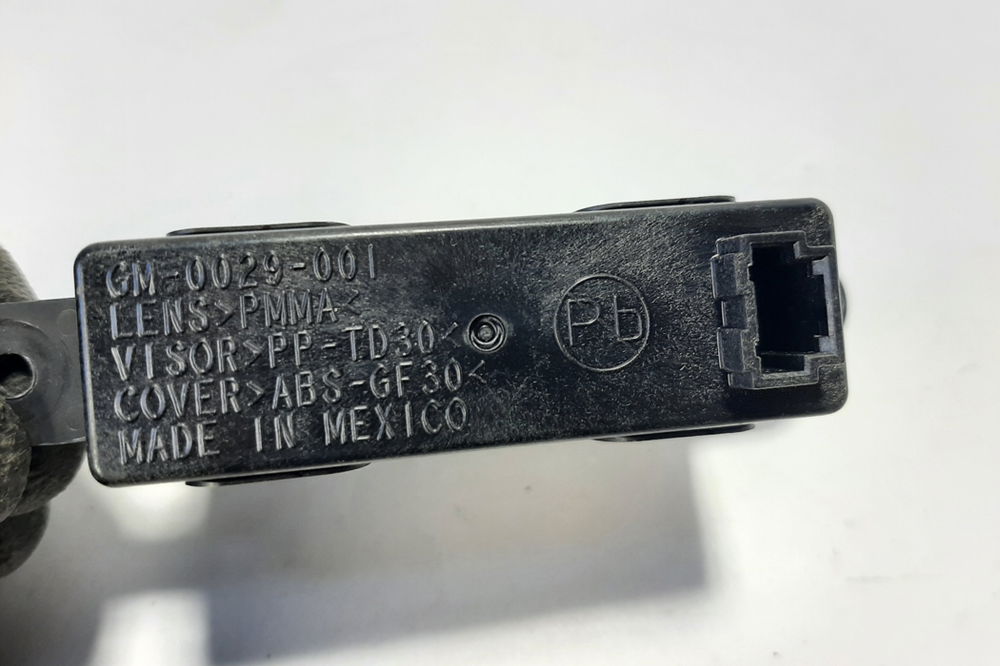 GM-0029-001
LENS>PMMA<
VISOR>PP-TD30<
COVER>ABS-GF30<
MADE IN MEXICO
Pb